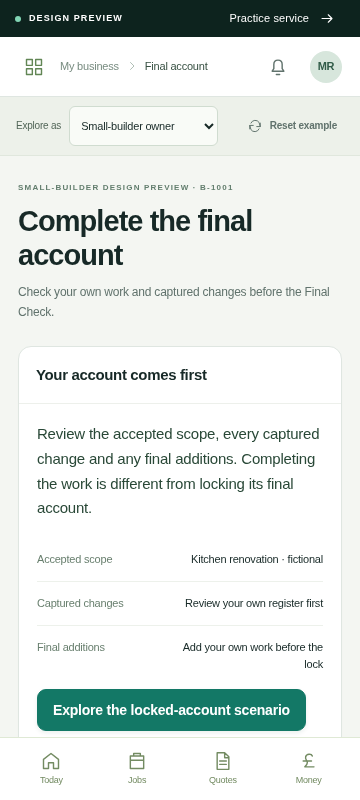 DESIGN PREVIEW
Practice service
My business
Final account
MR
Explore as
Small-builder owner
Reset example
SMALL-BUILDER DESIGN PREVIEW · B-1001
Complete the final
account
Check your own work and captured changes before the Final
Check.
Your account comes first
Review the accepted scope, every captured
change and any final additions. Completing
the work is different from locking its final
account.
Accepted scope
Kitchen renovation · fictional
Captured changes
Review your own register first
Final additions
Add your own work before the
lock
Explore the locked-account scenario
Today
Jobs
Quotes
Money